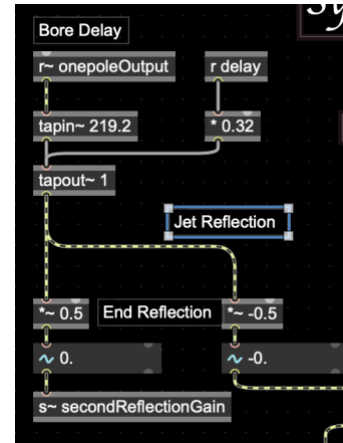 Bore Delay
r~ onepoleOutput
r delay
tapin~ 219.2
* 0.32
tapout~ 1
Jet Reflection
*~ 0.5
End Reflection
*~ -0.5
0.
-0.
s~ secondReflectionGain